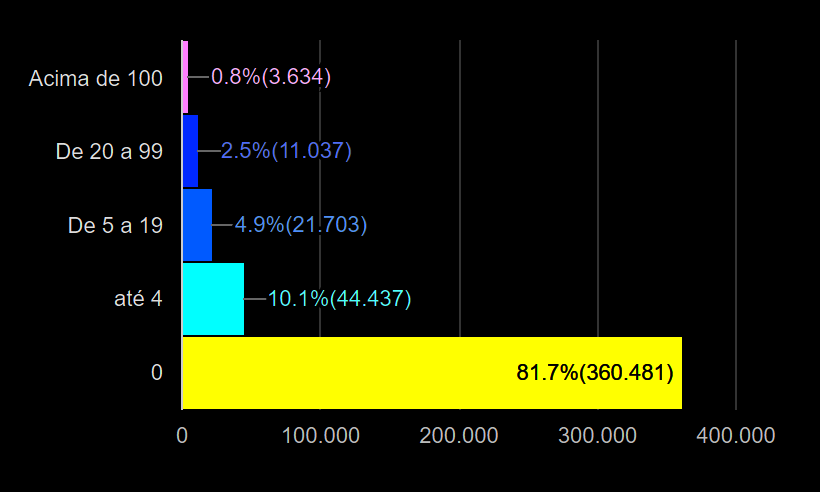 Acima de 100 0.8%(3.634)
De 20 a 99 2.5%(11.037)
De 5 a 19 4.9%(21.703)
até 4 10.1%(44.437)
0 81.7%(360.481)
0 100.000 200.000 300.000 400.000